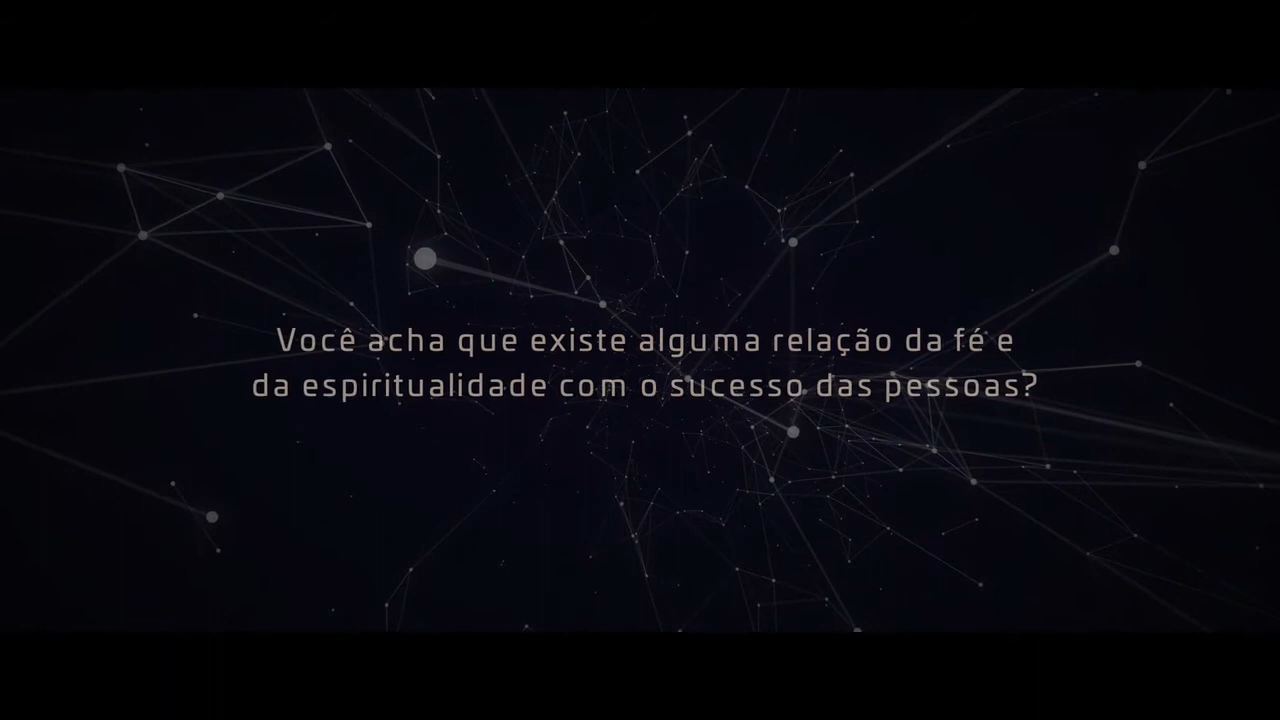 Você acha que existe alguma relação da fé e
da espiritualidade com o sucesso das pessoas?